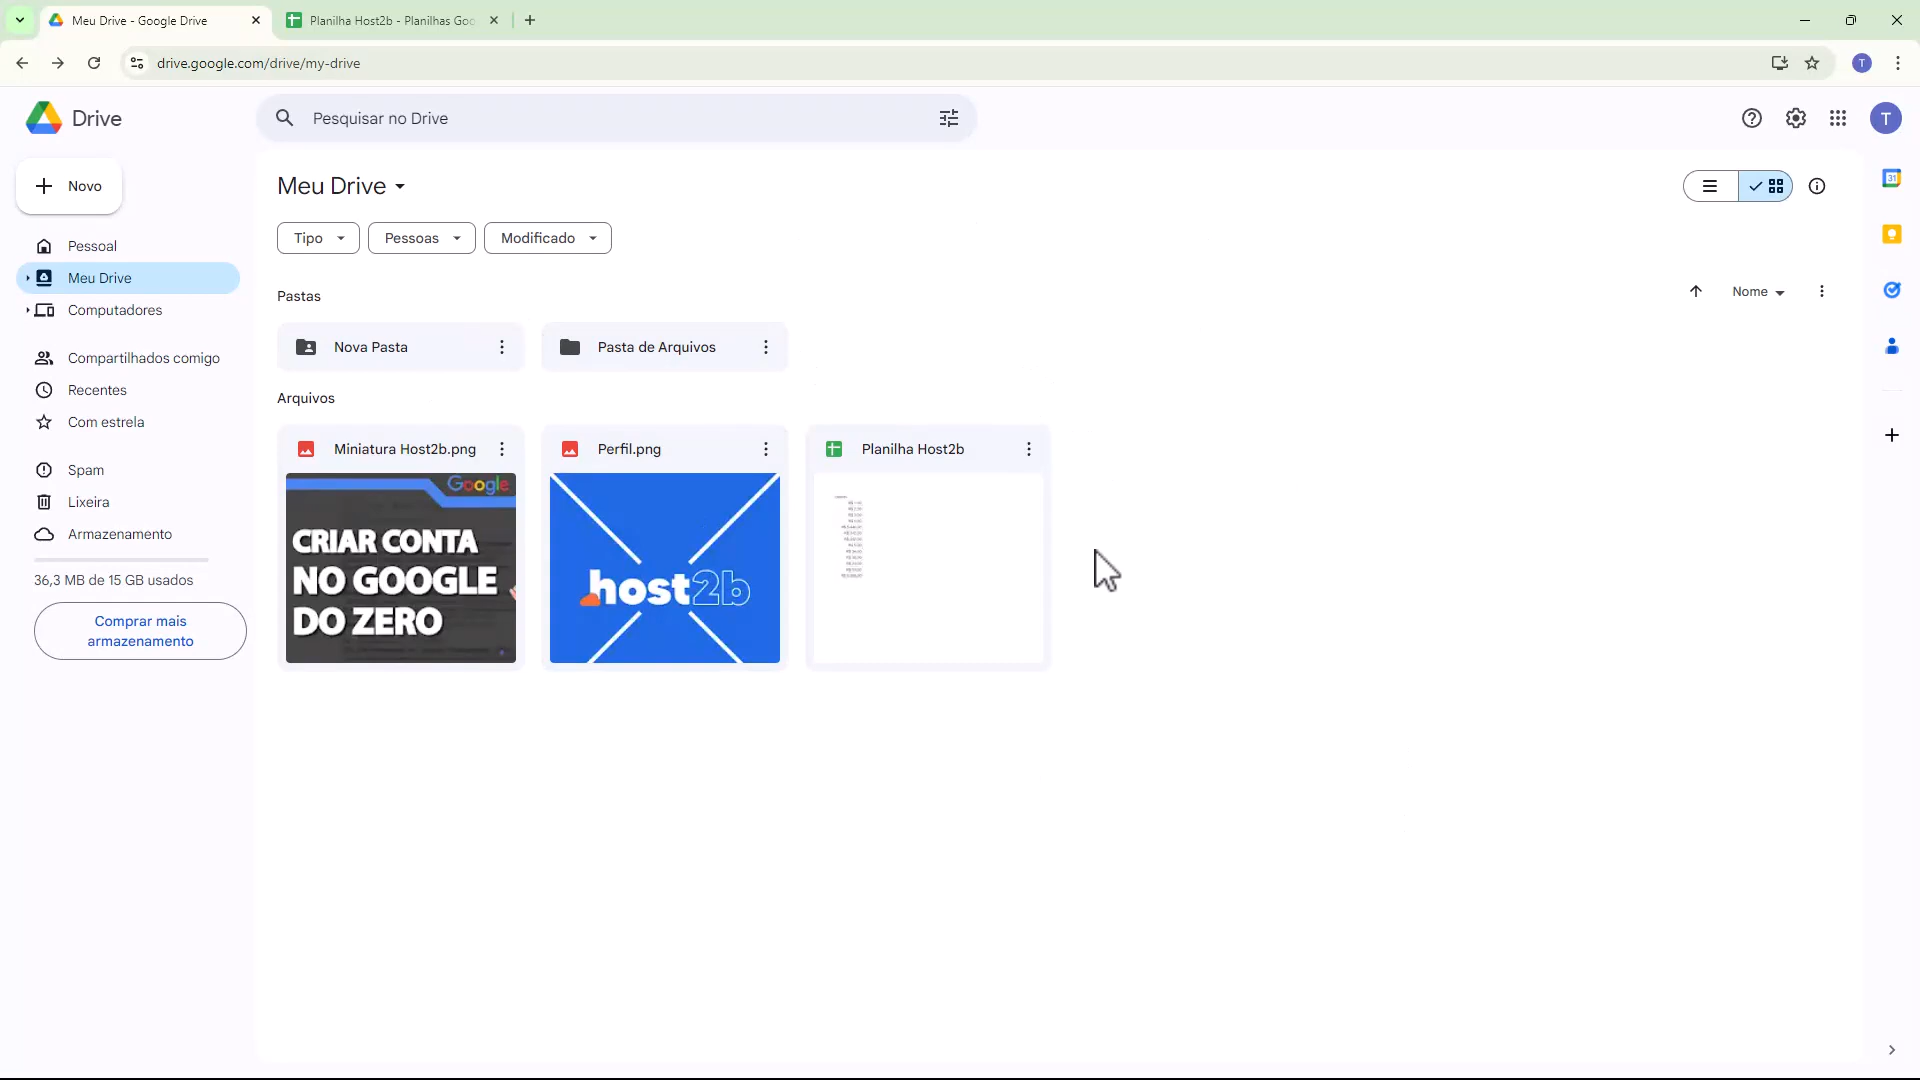 Meu Drive - Google Drive
Planilha Host2b - Planilhas Goo
drive.google.com/drive/my-drive
T
Drive
Pesquisar no Drive
T
Novo
Meu Drive
Tipo
Pessoas
Modificado
Pessoal
Meu Drive
Computadores
Compartilhados comigo
Recentes
Com estrela
Spam
Lixeira
Armazenamento
36,3 MB de 15 GB usados
Comprar mais
armazenamento
Pastas
Nome
Nova Pasta
Pasta de Arquivos
Arquivos
Miniatura Host2b.png
Perfil.png
Planilha Host2b
Google
CRIAR CONTA
NO GOOGLE
DO ZERO
host2b
31